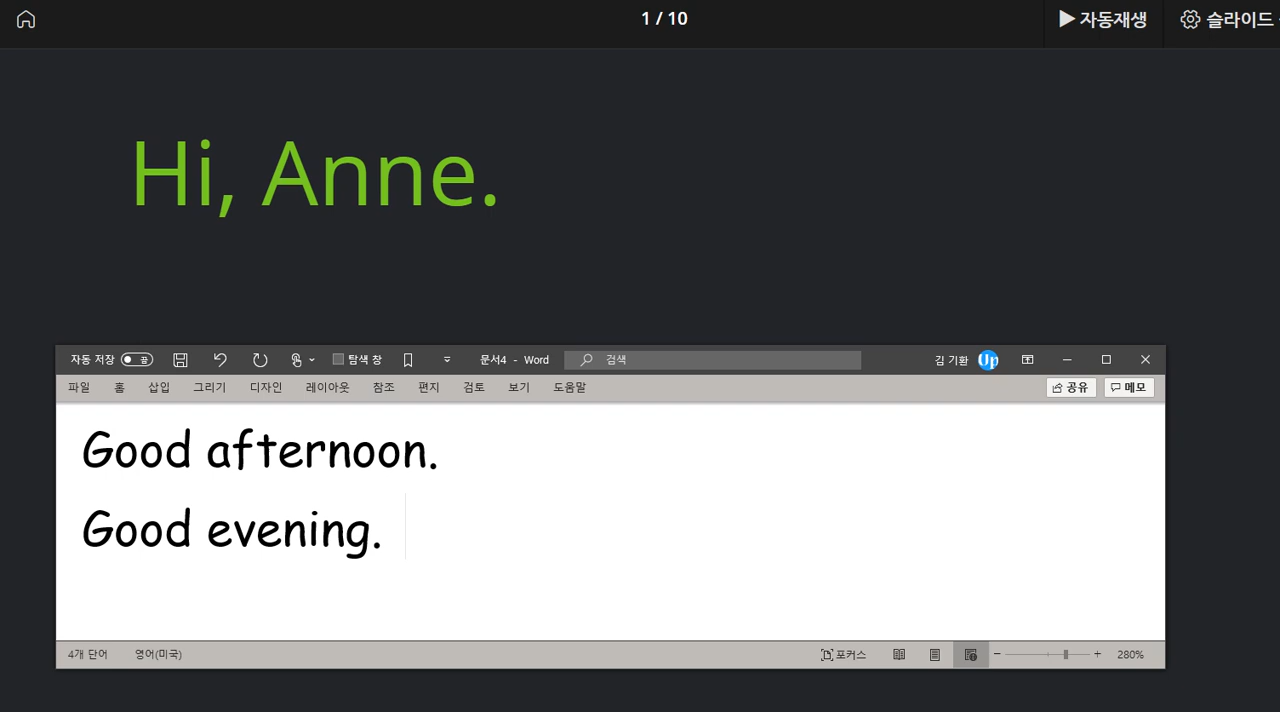 1 / 10
자동재생
슬라이드
Hi, Anne.
자동 저장 끔 탐색 창 문서4 - Word 검색 김 기환 Up
파일 홈 삽입 그리기 디자인 레이아웃 참조 편지 검토 보기 도움말 공유 메모
Good afternoon.
Good evening.
4개 단어 영어(미국) 포커스 280%